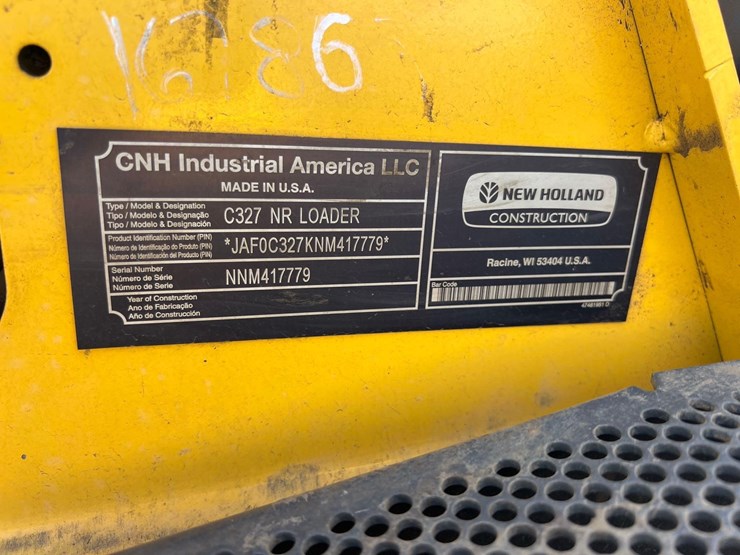 16786
CNH Industrial America LLC
MADE IN U.S.A.
Type / Model & Designation
Tipo / Modelo & Designação
Tipo / Modelo & Designación
C327 NR LOADER
Product Identification Number (PIN)
Número de Identificação do Produto (PIN)
Número de Identificación del Producto (PIN)
*JAF0C327KNM417779*
Serial Number
Número de Série
Número de Serie
NNM417779
Year of Construction
Ano de Fabricação
Año de Construcción
NEW HOLLAND
CONSTRUCTION
Racine, WI 53404 U.S.A.
Bar Code